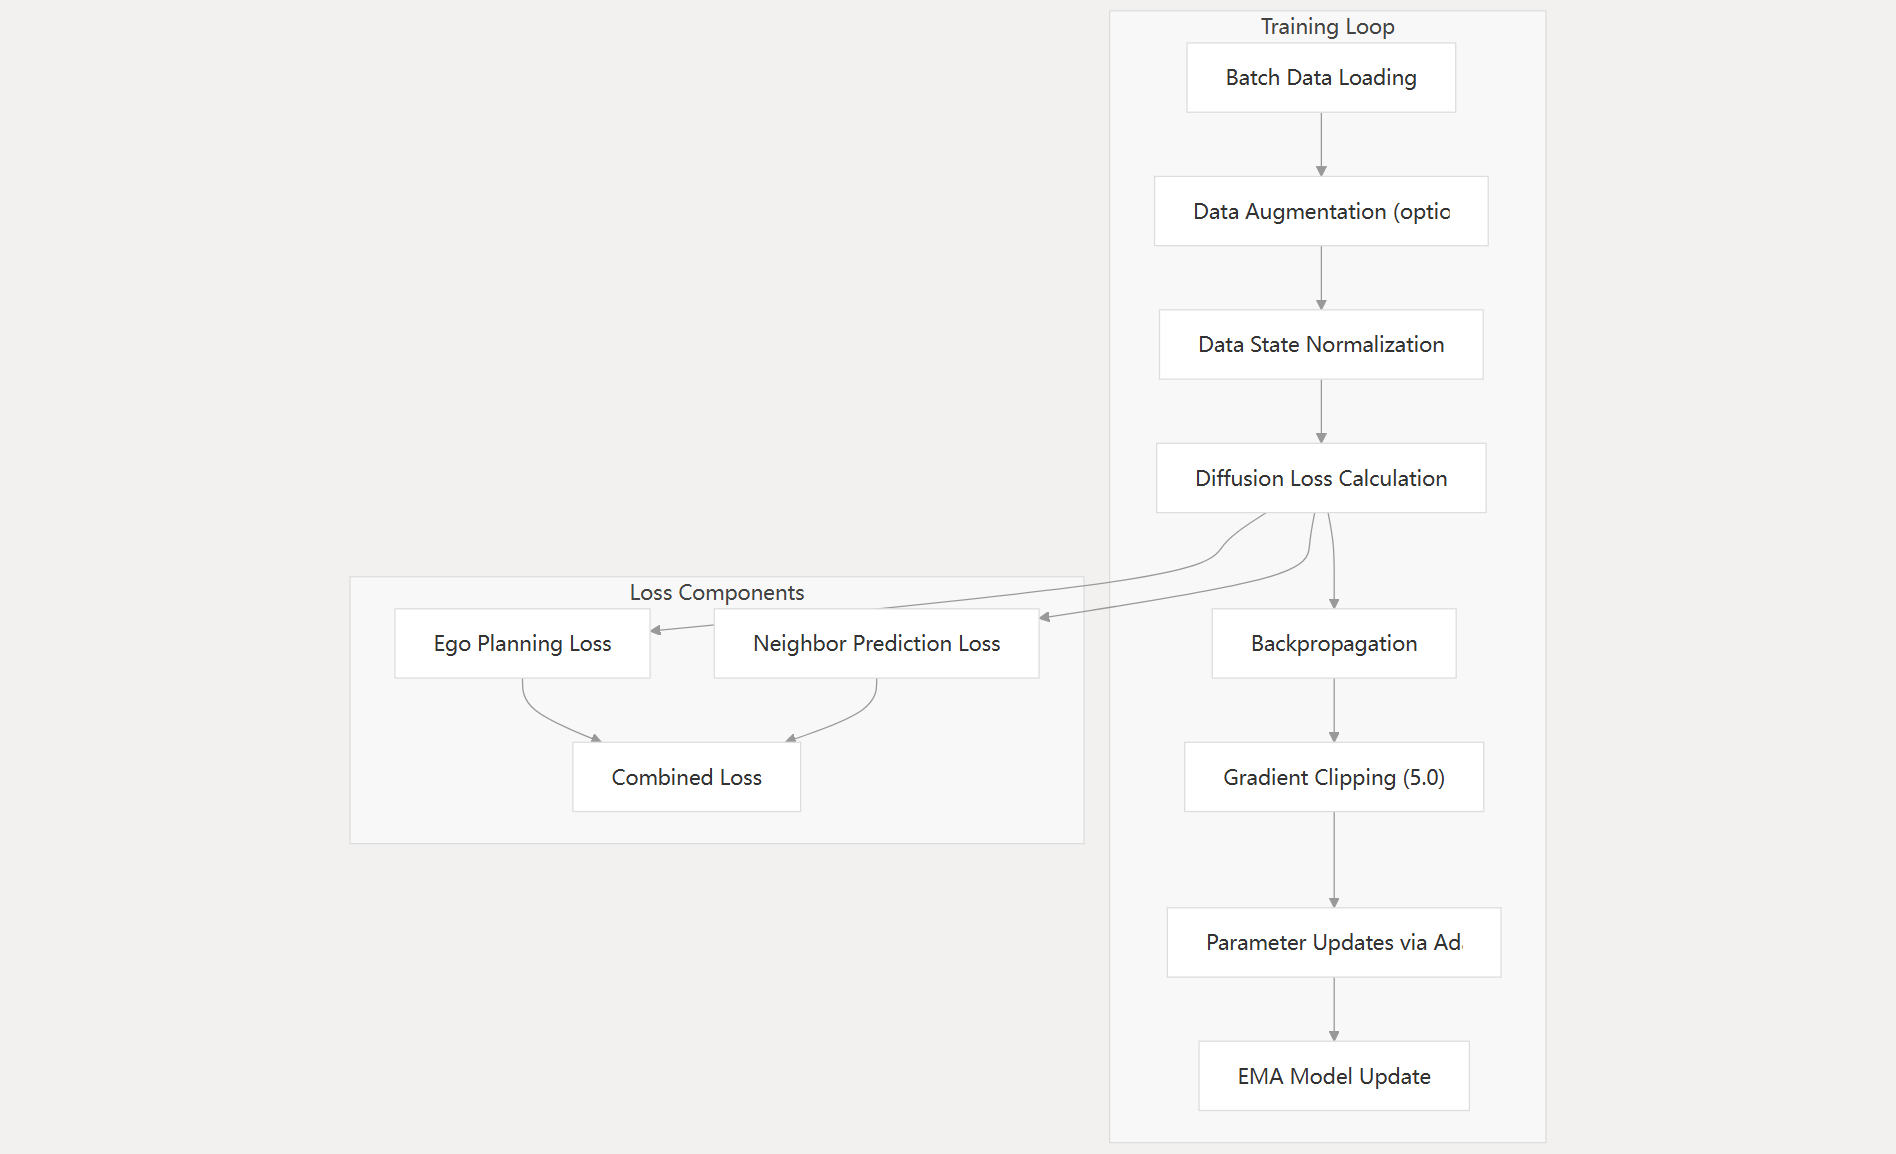 Training Loop
Batch Data Loading
Data Augmentation (optio
Data State Normalization
Diffusion Loss Calculation
Loss Components
Ego Planning Loss
Neighbor Prediction Loss
Backpropagation
Combined Loss
Gradient Clipping (5.0)
Parameter Updates via Ad
EMA Model Update